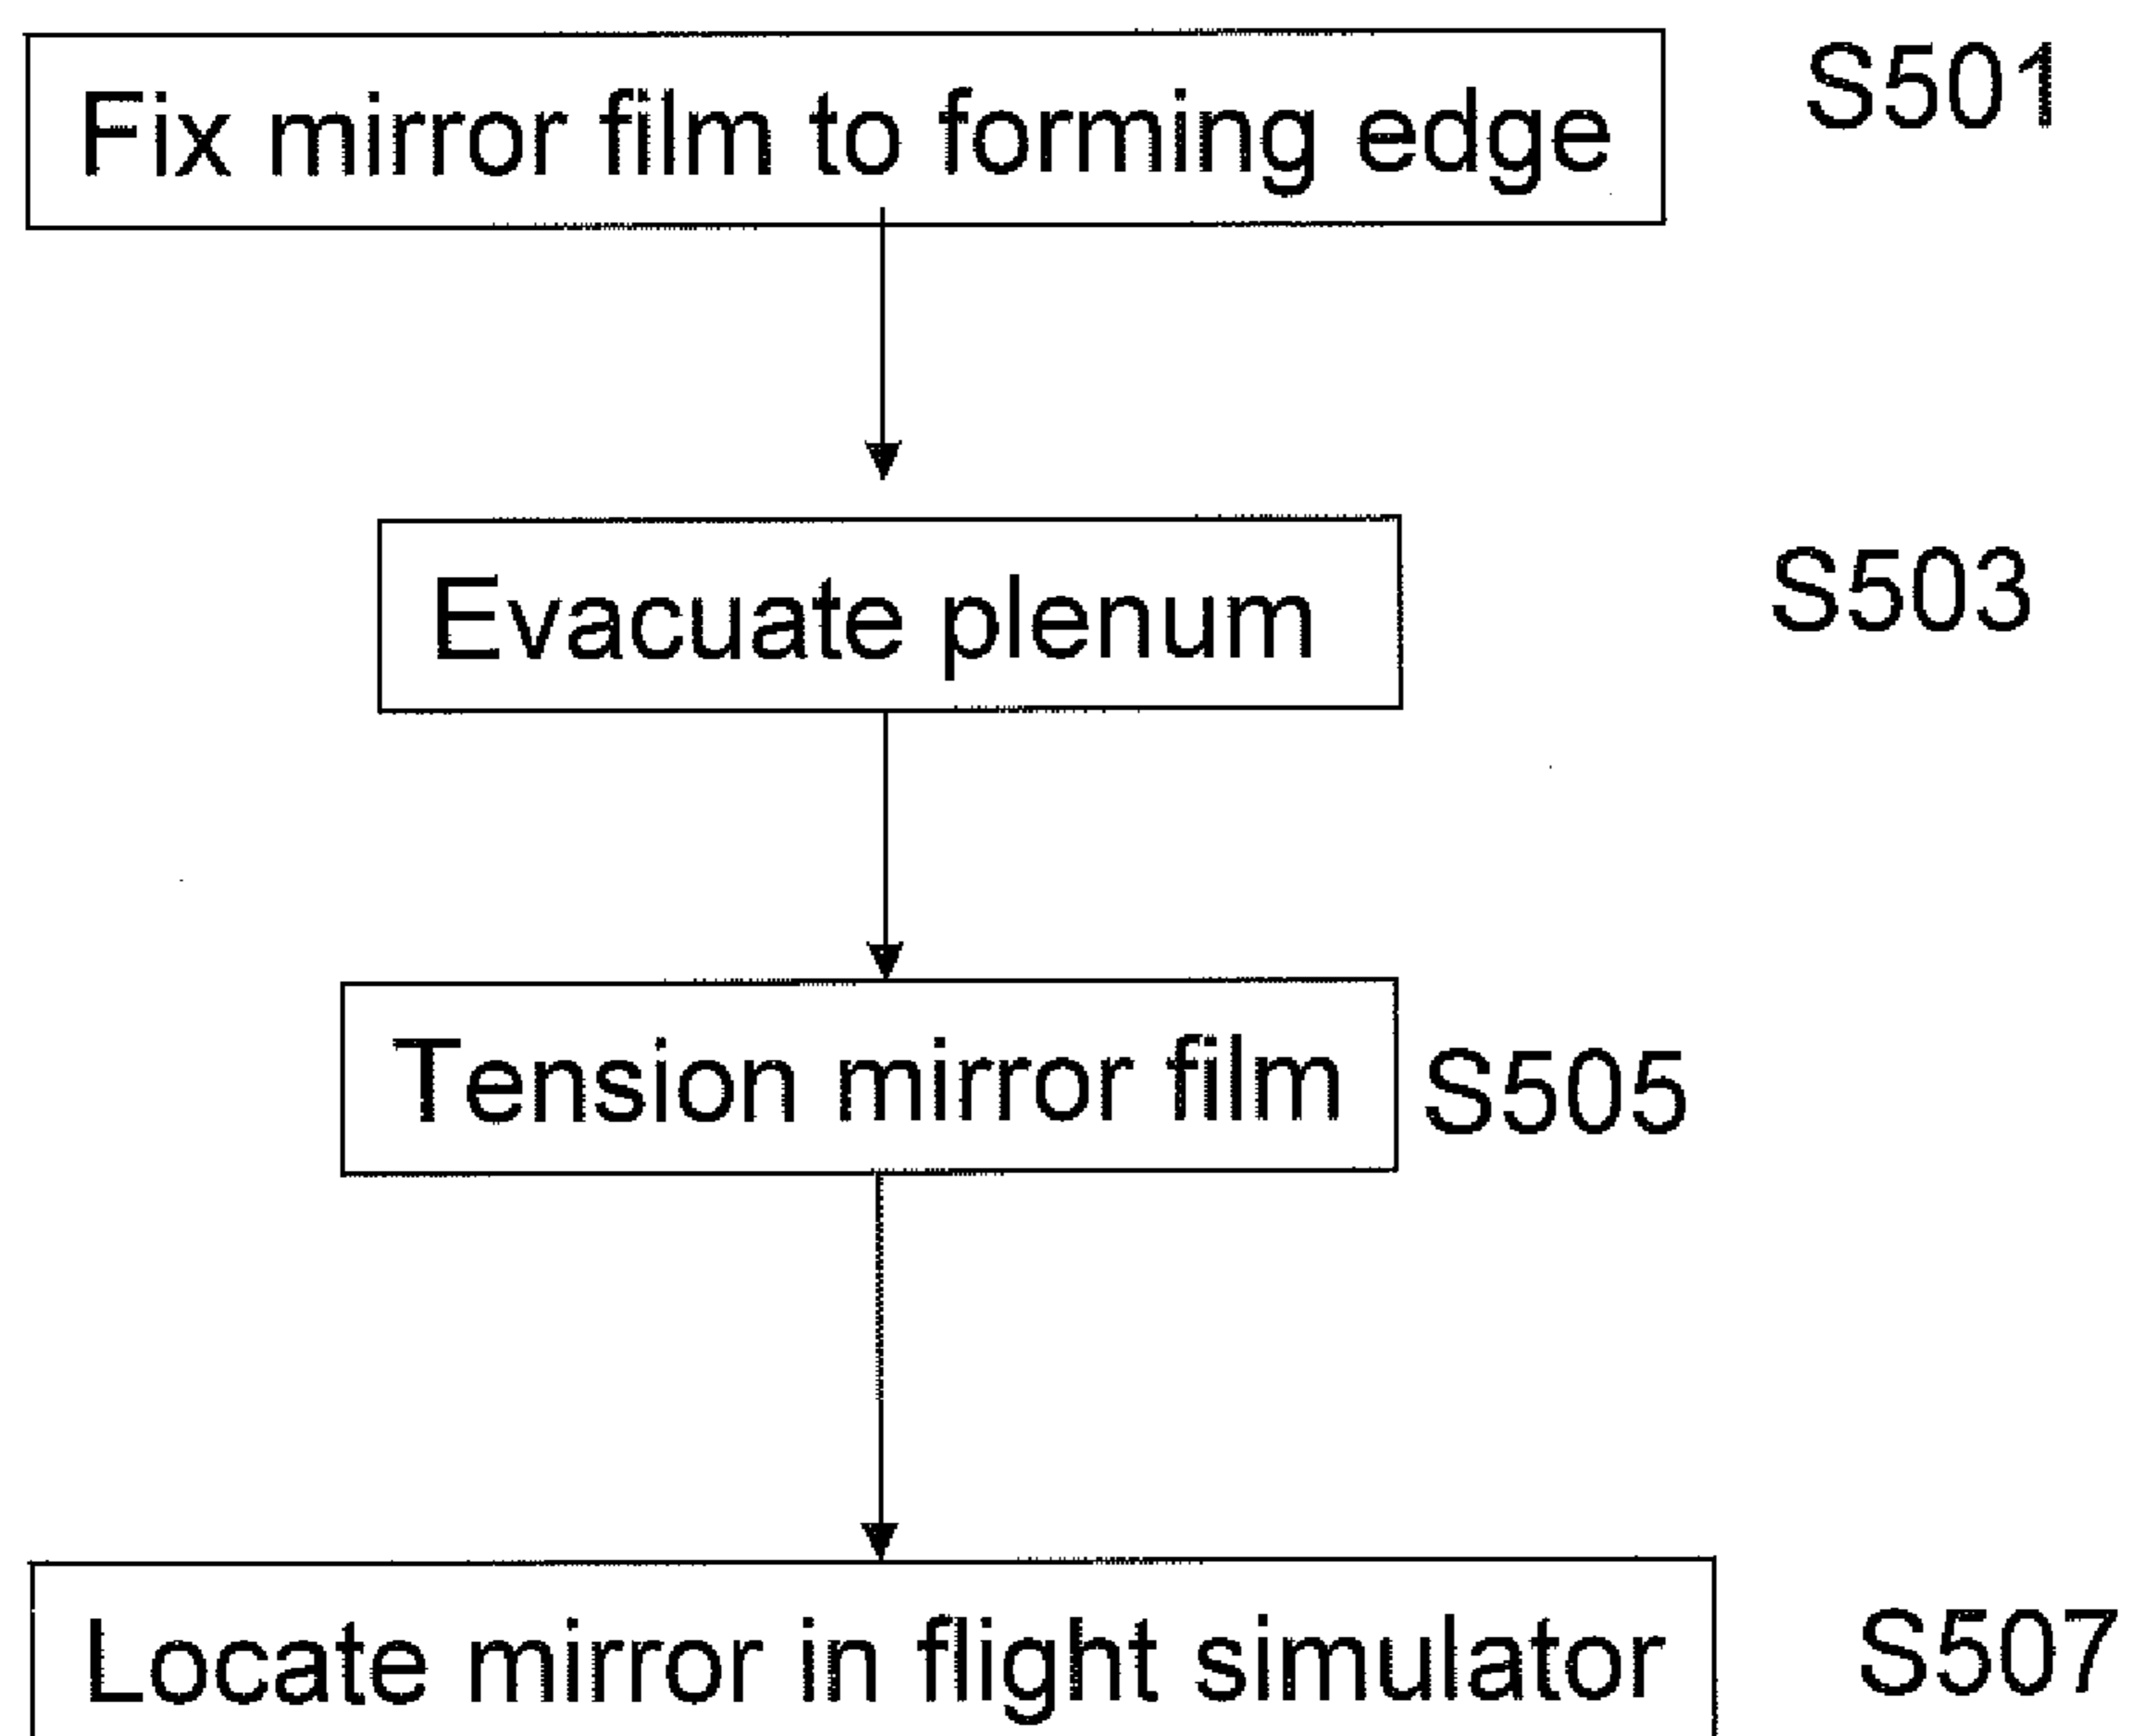 Fix mirror film to forming edge S501
Evacuate plenum S503
Tension mirror film S505
Locate mirror in flight simulator S507